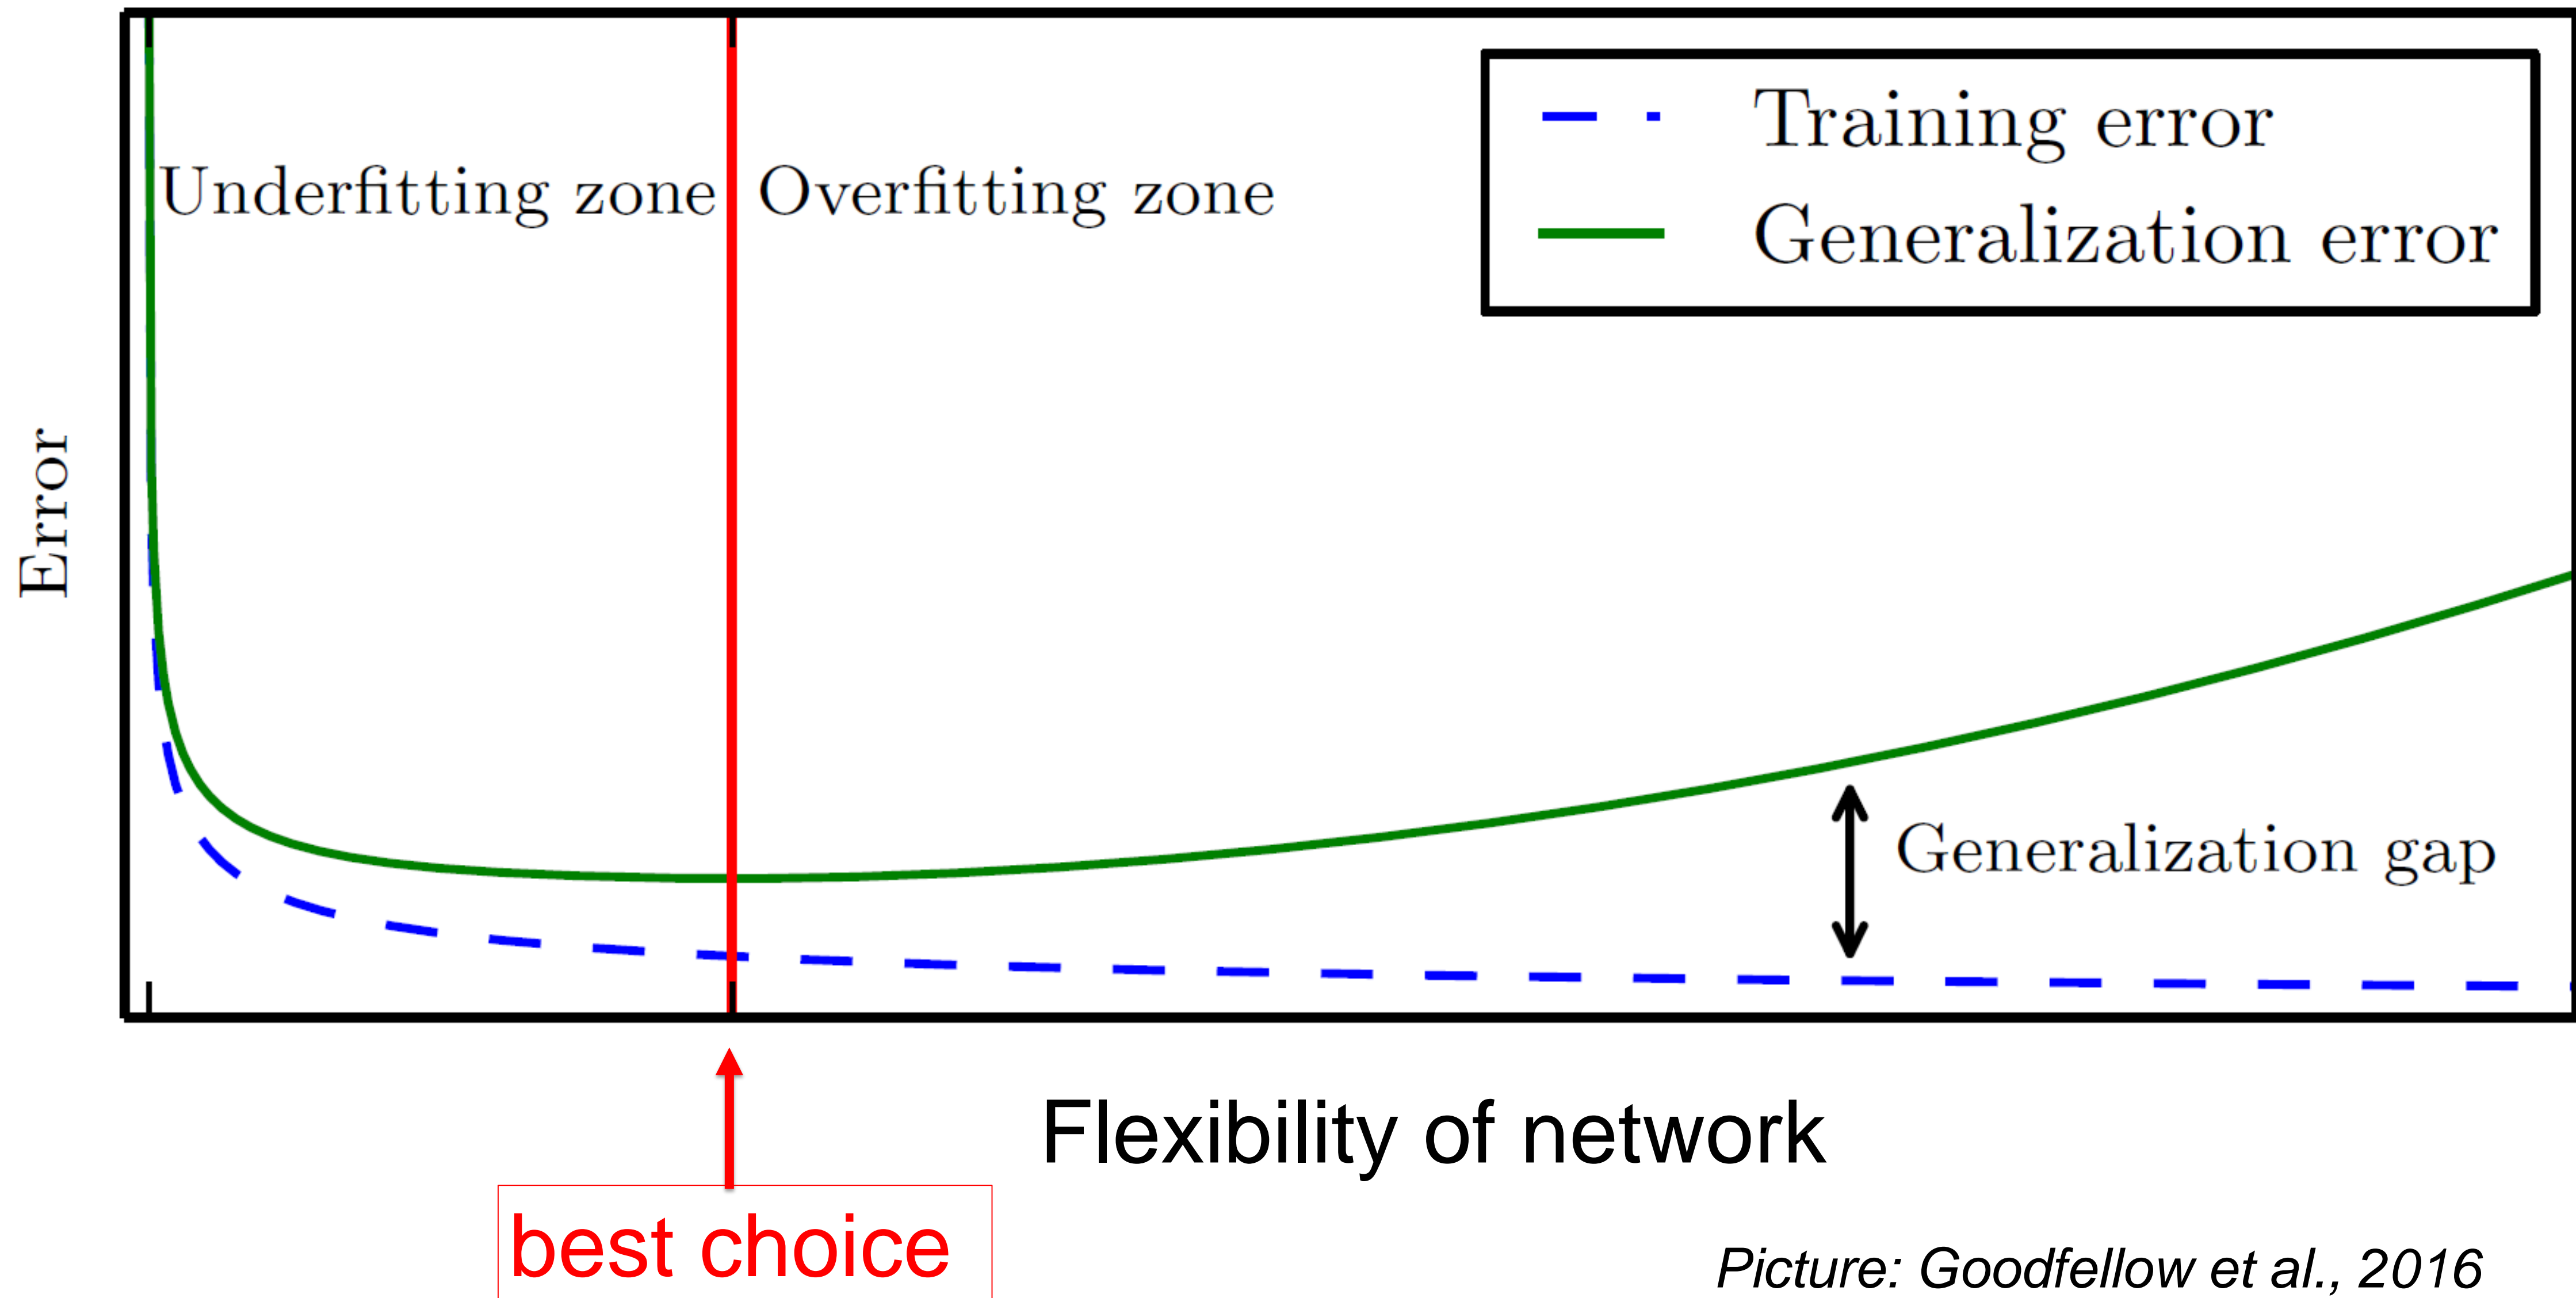 Training error
Generalization error
Underfitting zone
Overfitting zone
Error
Generalization gap
Flexibility of network
best choice
Picture: Goodfellow et al., 2016